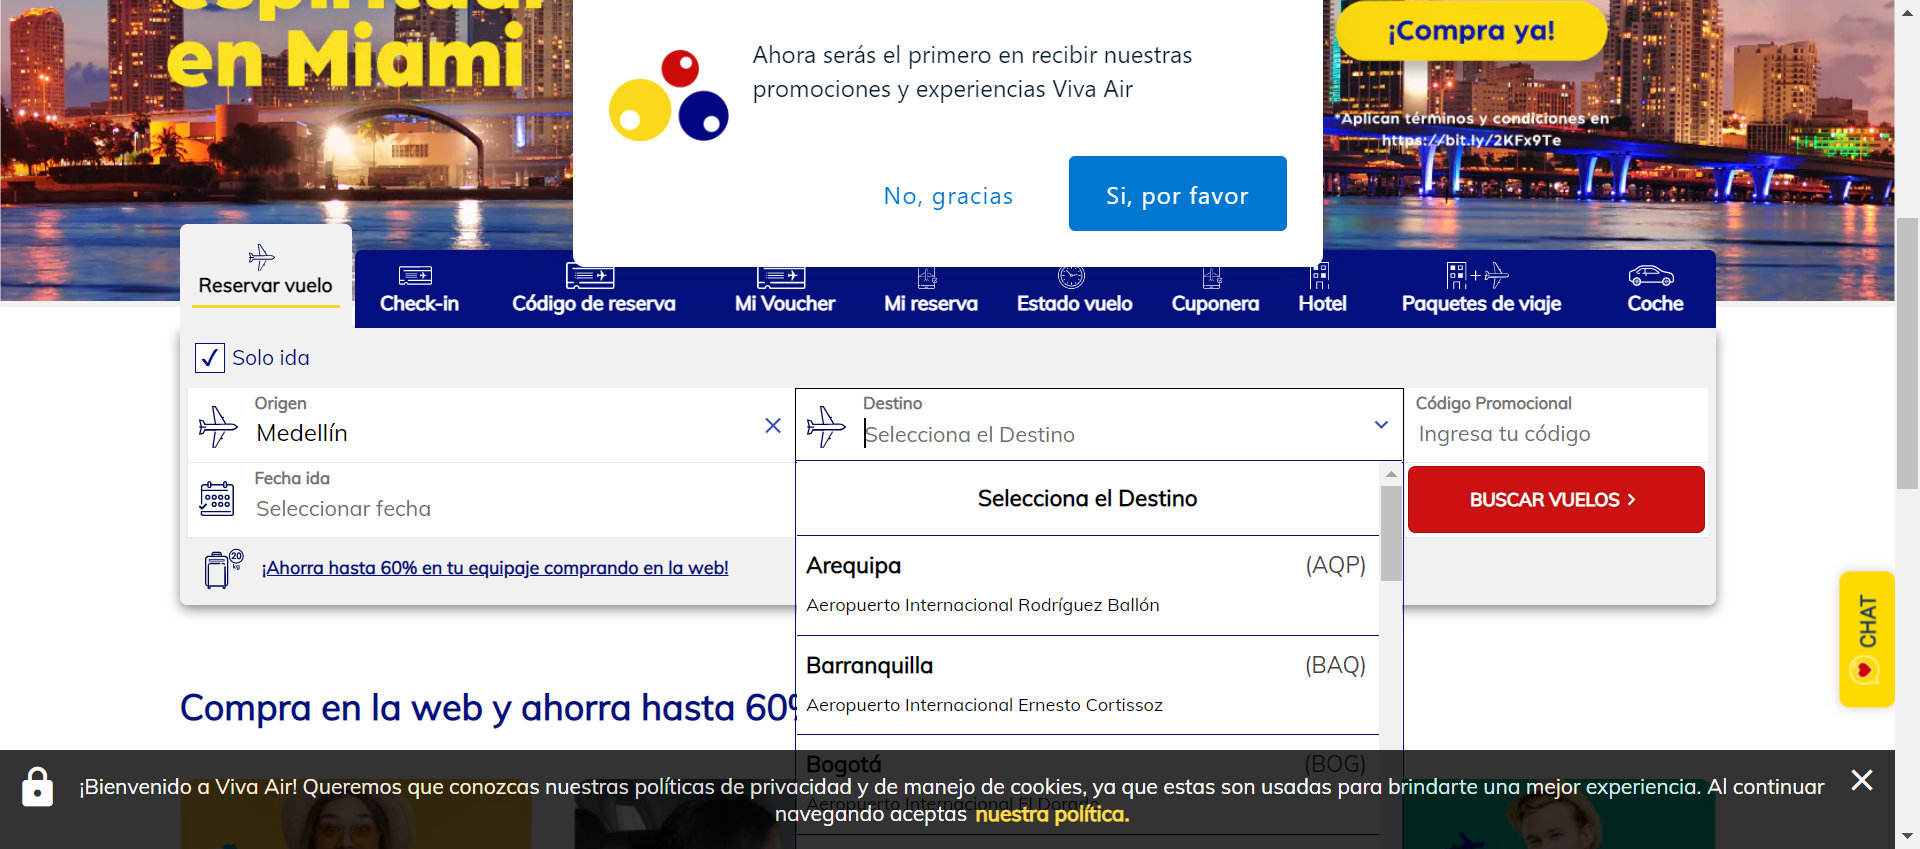 espiritual
en Miami
Ahora serás el primero en recibir nuestras
promociones y experiencias Viva Air
No, gracias
Si, por favor
¡Compra ya!
*Aplican términos y condiciones en
https://bit.ly/2KFx9Te
Reservar vuelo
Check-in
Código de reserva
Mi Voucher
Mi reserva
Estado vuelo
Cuponera
Hotel
Paquetes de viaje
Coche
Solo ida
Origen
Medellín
Destino
Selecciona el Destino
Código Promocional
Ingresa tu código
Fecha ida
Seleccionar fecha
Selecciona el Destino
BUSCAR VUELOS
20
kg
¡Ahorra hasta 60% en tu equipaje comprando en la web!
Arequipa (AQP)
Aeropuerto Internacional Rodríguez Ballón
Barranquilla (BAQ)
Aeropuerto Internacional Ernesto Cortissoz
Bogotá (BOG)
Aeropuerto Internacional El Dorado
CHAT
Compra en la web y ahorra hasta 60%
¡Bienvenido a Viva Air! Queremos que conozcas nuestras políticas de privacidad y de manejo de cookies, ya que estas son usadas para brindarte una mejor experiencia. Al continuar
navegando aceptas nuestra política.